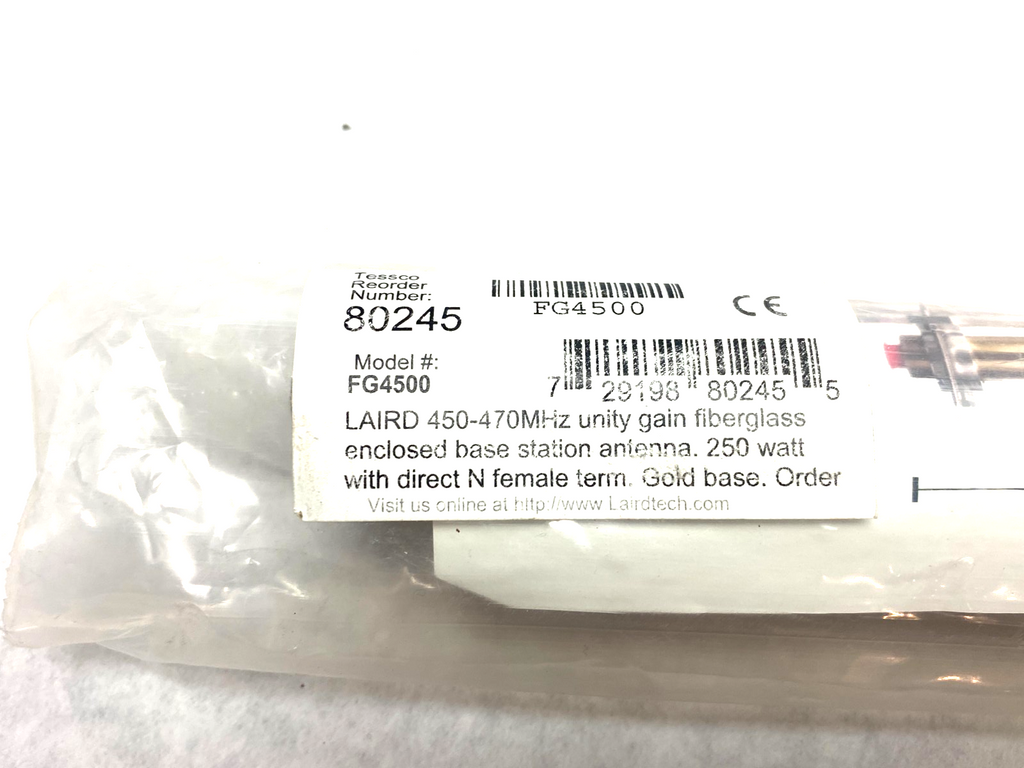 Tessco
Reorder
Number:
80245
FG4500
CE
Model #:
FG4500
7 29198 80245 5
LAIRD 450-470MHz unity gain fiberglass
enclosed base station antenna. 250 watt
with direct N female term. Gold base. Order
Visit us online at http://www.Lairdtech.com